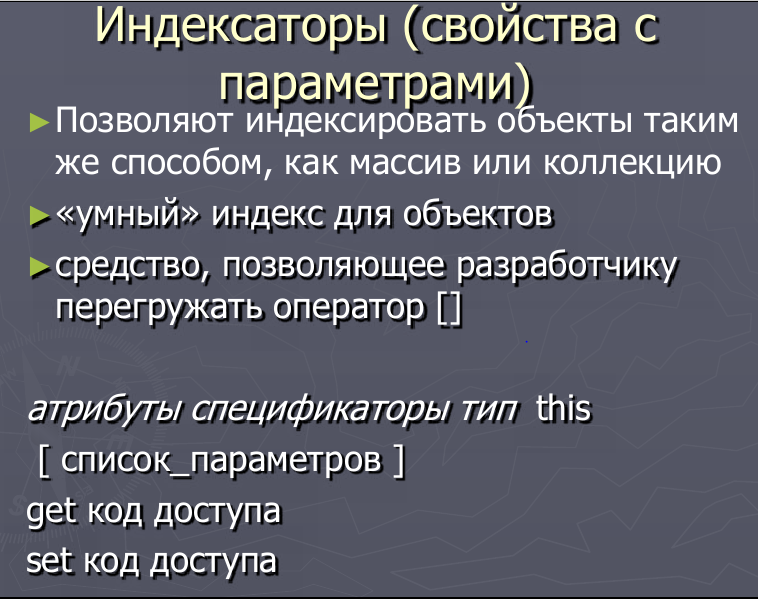 Индексаторы (свойства с
параметрами)
►Позволяют индексировать объекты таким
же способом, как массив или коллекцию
►«умный» индекс для объектов
►средство, позволяющее разработчику
перегружать оператор []
атрибуты спецификаторы тип this
[ список_параметров ]
get код доступа
set код доступа